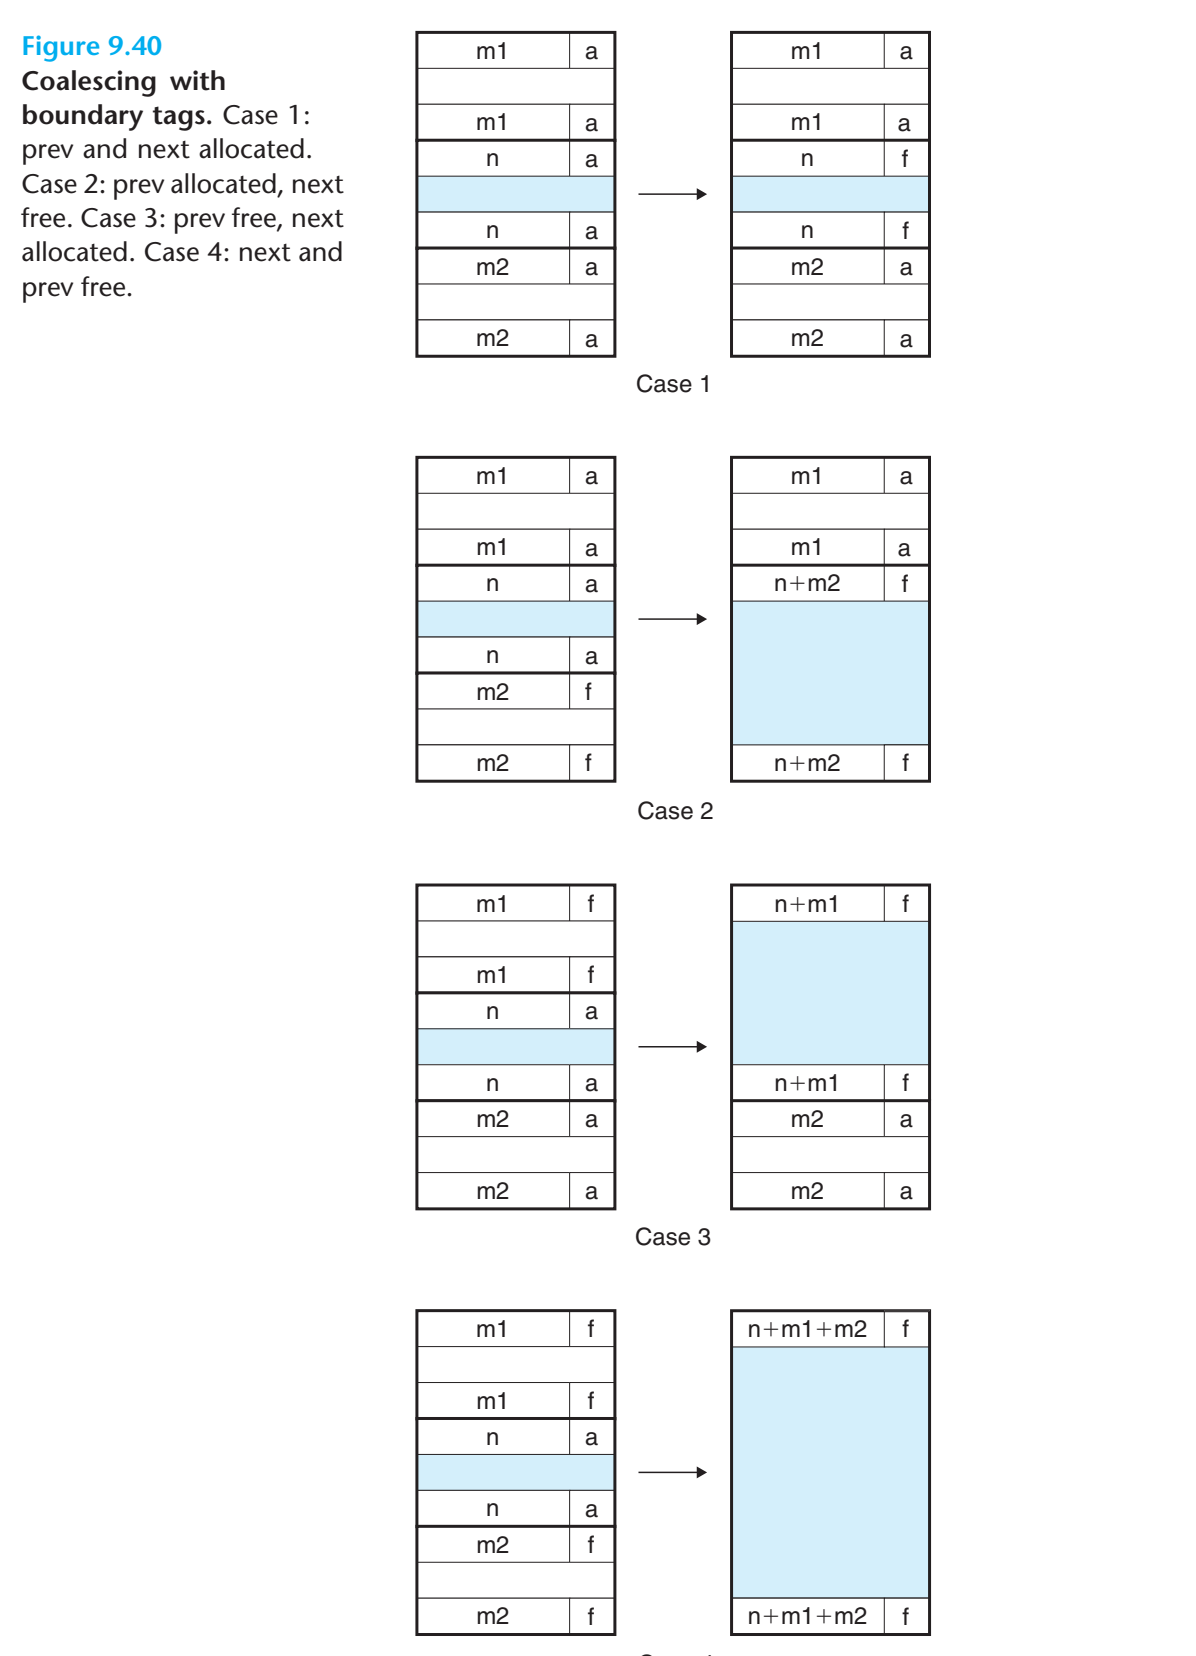 Figure 9.40
Coalescing with
boundary tags. Case 1:
prev and next allocated.
Case 2: prev allocated, next
free. Case 3: prev free, next
allocated. Case 4: next and
prev free.
m1 a m1 a
m1 a m1 a
n a n f
n a n f
m2 a m2 a
m2 a m2 a
Case 1
m1 a m1 a
m1 a m1 a
n a n+m2 f
n a
m2 f
m2 f n+m2 f
Case 2
m1 f n+m1 f
m1 f
n a
n a n+m1 f
m2 a m2 a
m2 a m2 a
Case 3
m1 f n+m1+m2 f
m1 f
n a
n a
m2 f
m2 f n+m1+m2 f